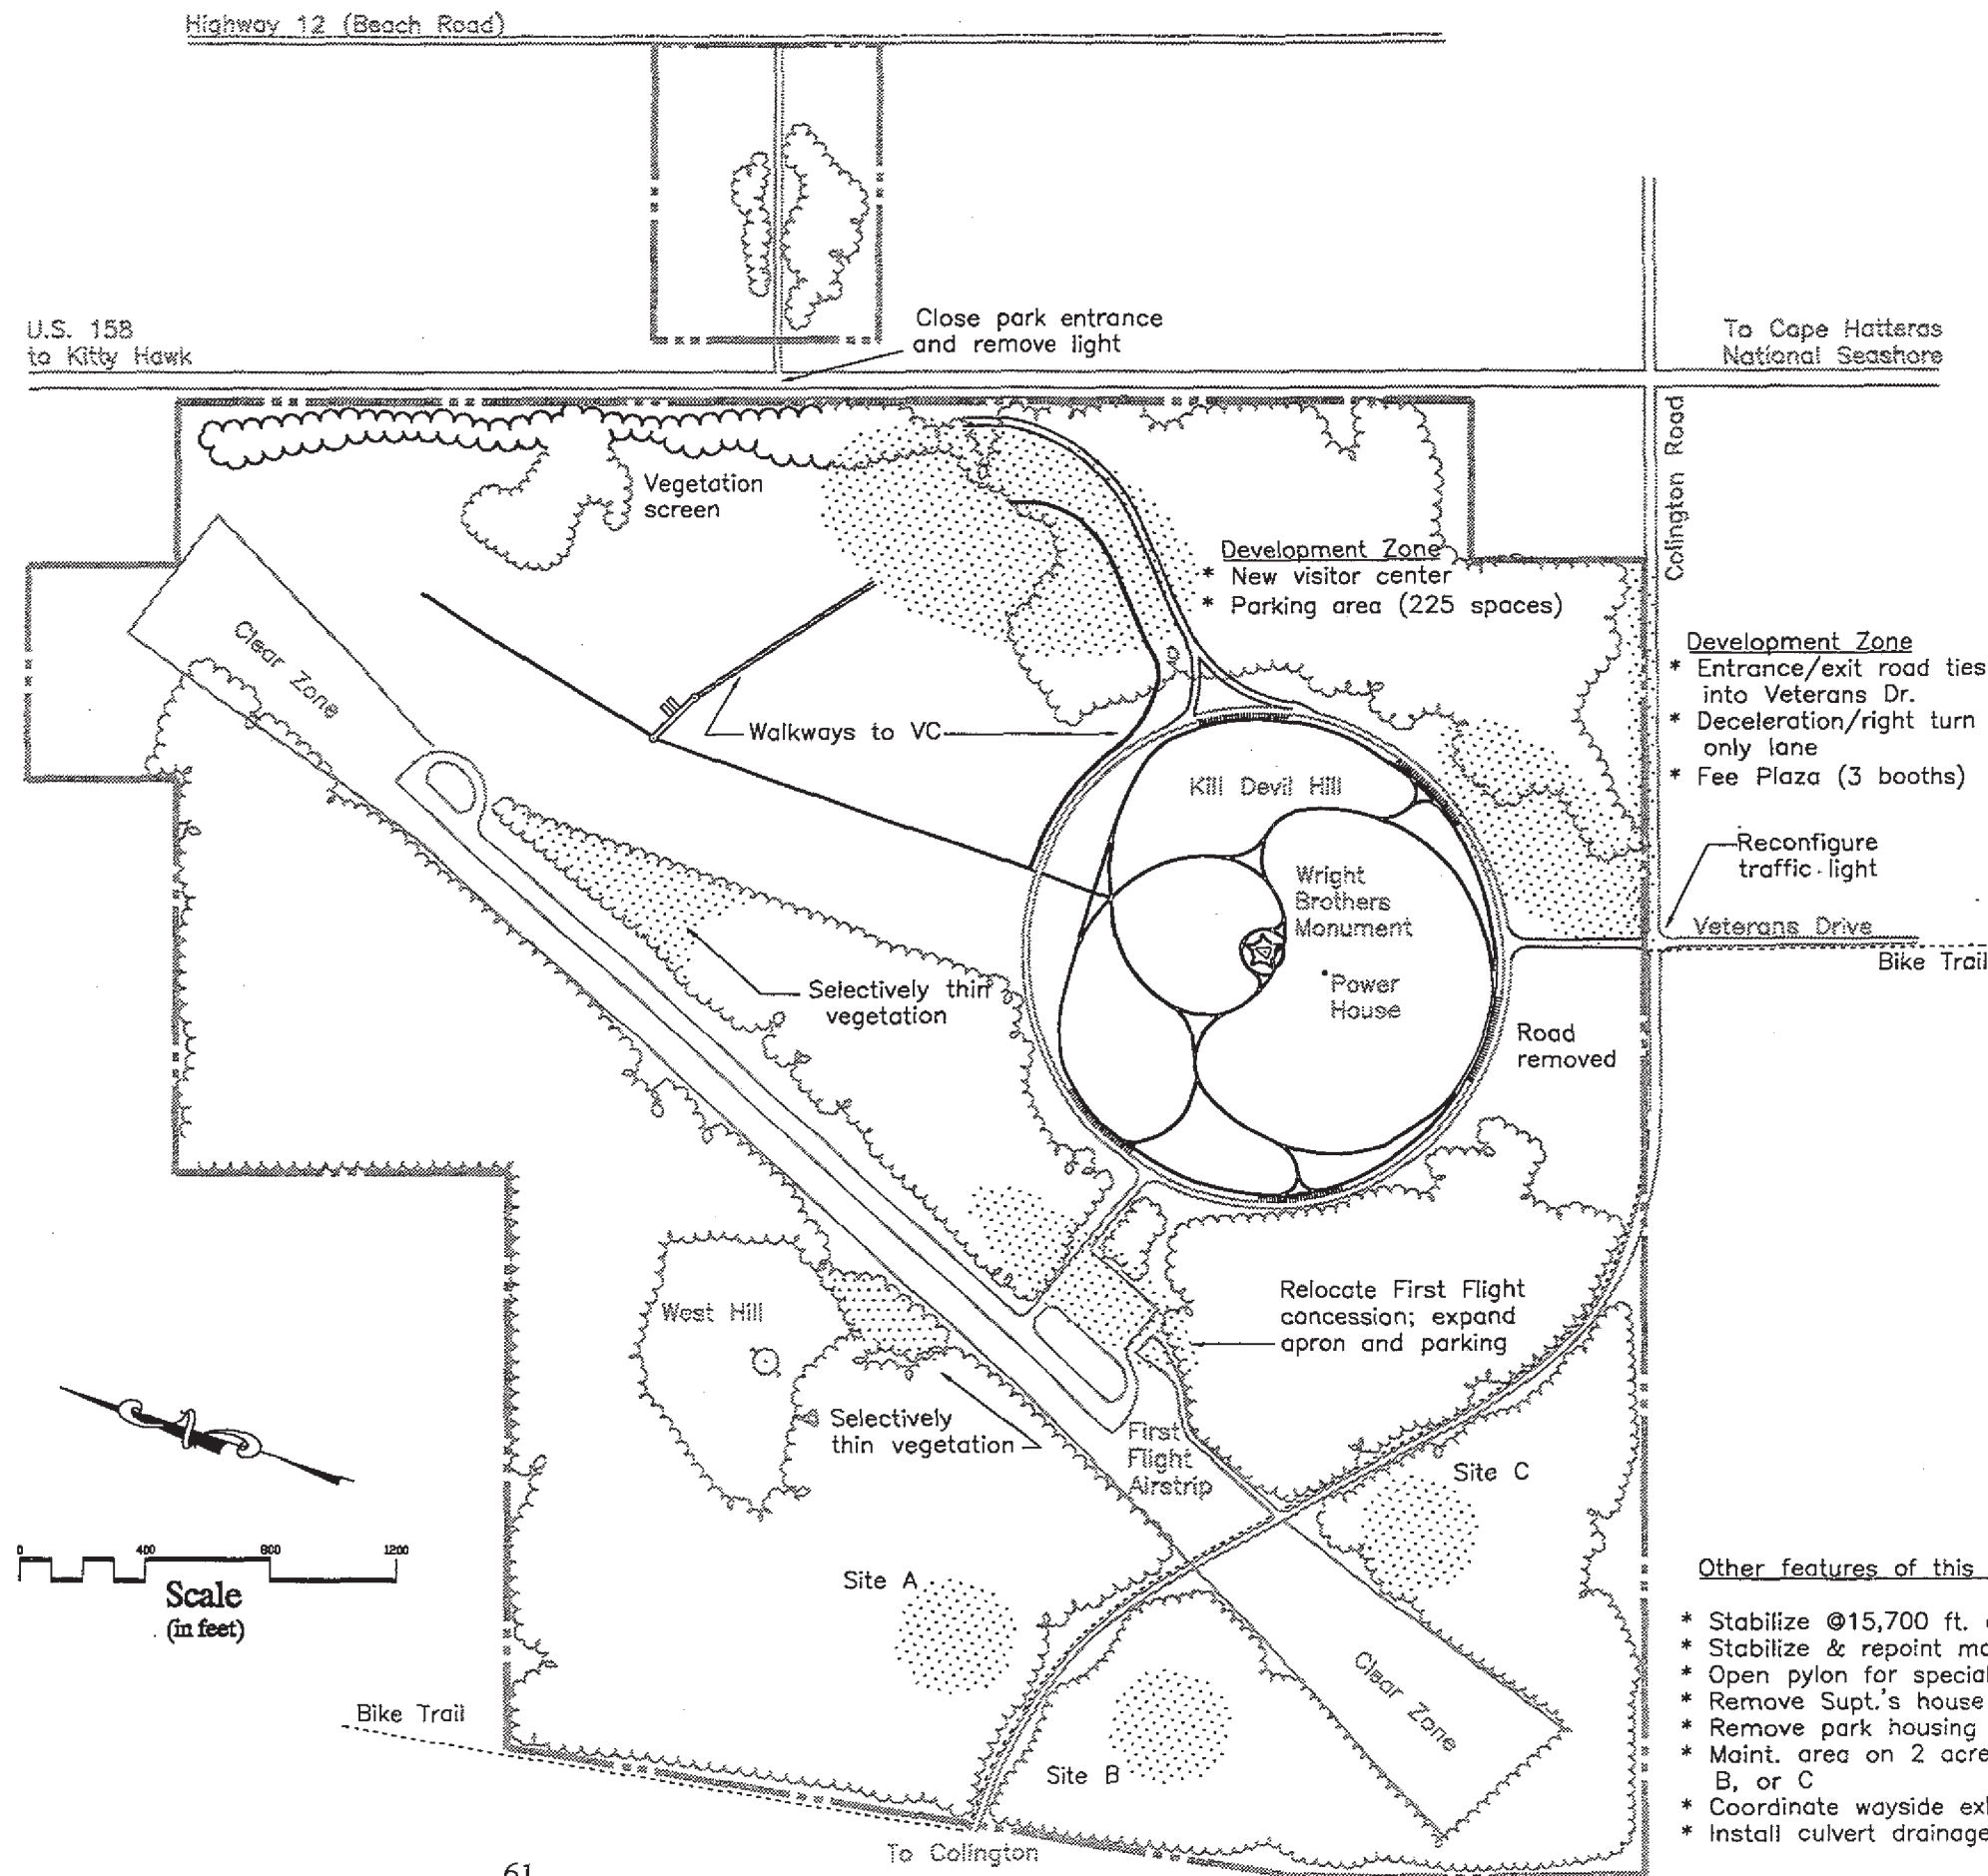 Highway 12 (Beach Road)
U.S. 158
to Kitty Hawk
Close park entrance
and remove light
To Cape Hatteras
National Seashore
Colington Road
Vegetation
screen
Development Zone
* New visitor center
* Parking area (225 spaces)
Development Zone
* Entrance/exit road ties
into Veterans Dr.
* Deceleration/right turn
only lane
* Fee Plaza (3 booths)
Clear Zone
Walkways to VC
Kill Devil Hill
Reconfigure
traffic light
Wright
Brothers
Monument
Veterans Drive
Bike Trail
Power
House
Selectively thin
vegetation
Road
removed
Relocate First Flight
concession; expand
apron and parking
West Hill
Selectively
thin vegetation
First
Flight
Airstrip
Site C
0 400 800 1200
Scale
(in feet)
Site A
Clear Zone
Bike Trail
Site B
To Colington
Other features of this
* Stabilize @15,700 ft.
* Stabilize & repoint
* Open pylon for special
* Remove Supt.'s house
* Remove park housing
* Maint. area on 2
B, or C
* Coordinate wayside
* Install culvert drainage
61